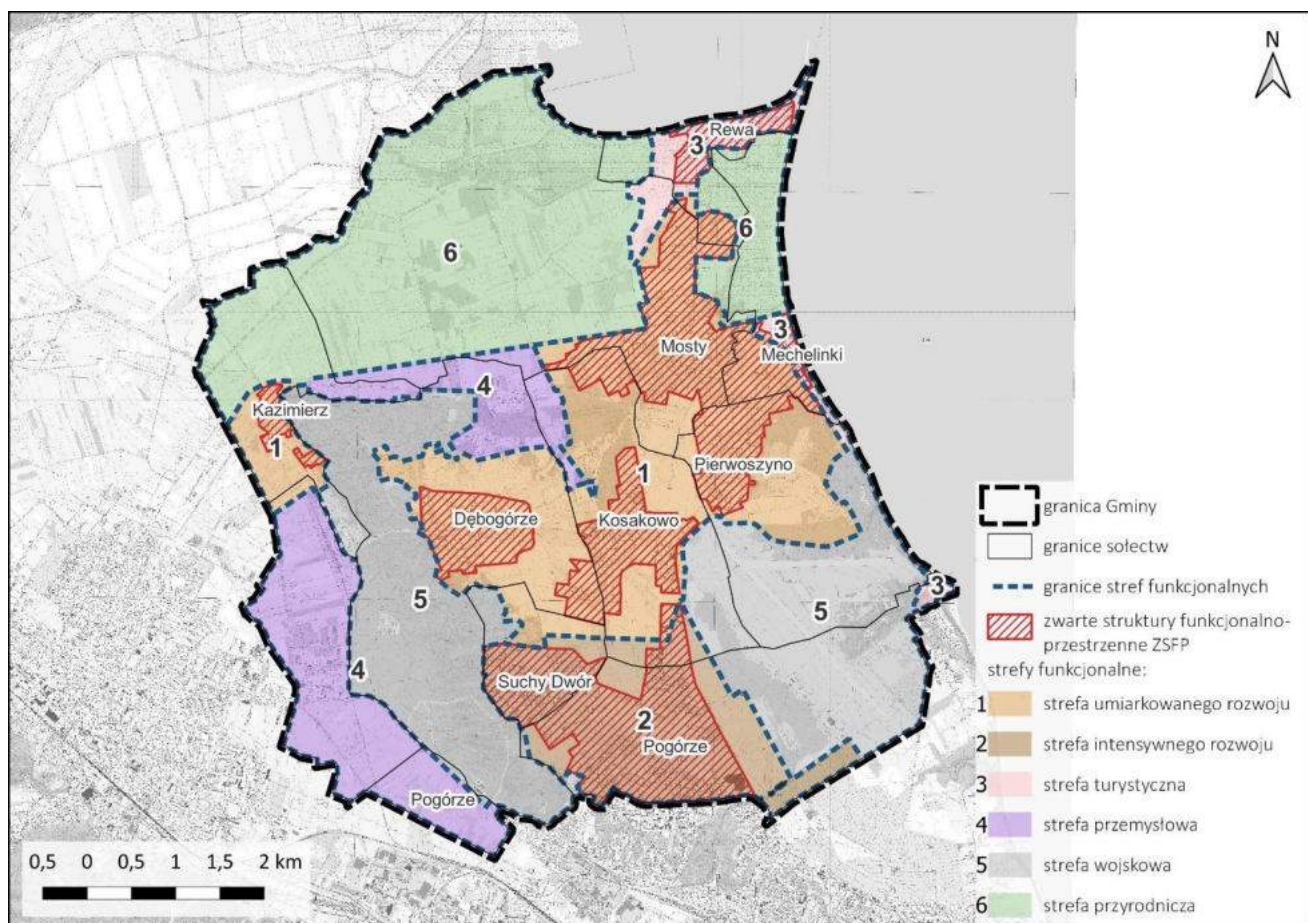 N
Rewa
3
6
6
Mosty
3
Mechelinki
4
Kazimierz
1
1
Pierwoszyno
Dębogórze
Kosakowo
5
5
3
4
Suchy Dwór
2
Pogórze
Pogórze
granica Gminy
granice sołectw
granice stref funkcjonalnych
zwarte struktury funkcjonalno-
przestrzenne ZSFP
strefy funkcjonalne:
1 strefa umiarkowanego rozwoju
2 strefa intensywnego rozwoju
3 strefa turystyczna
4 strefa przemysłowa
5 strefa wojskowa
6 strefa przyrodnicza
0,5 0 0,5 1 1,5 2 km